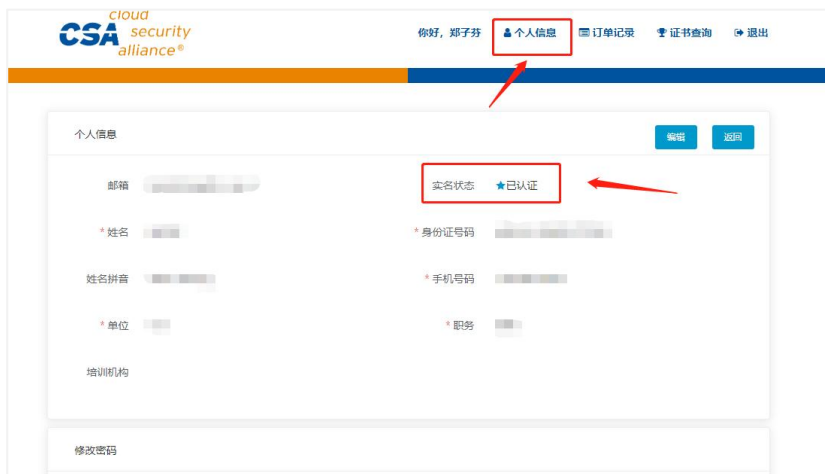 cloud
CSA security
alliance®
你好，郑子芬 个人信息 订单记录 证书查询 退出
个人信息 编辑 返回
邮箱 实名状态 ★已认证
*姓名 *身份证号码
姓名拼音 *手机号码
*单位 *职务
培训机构
修改密码